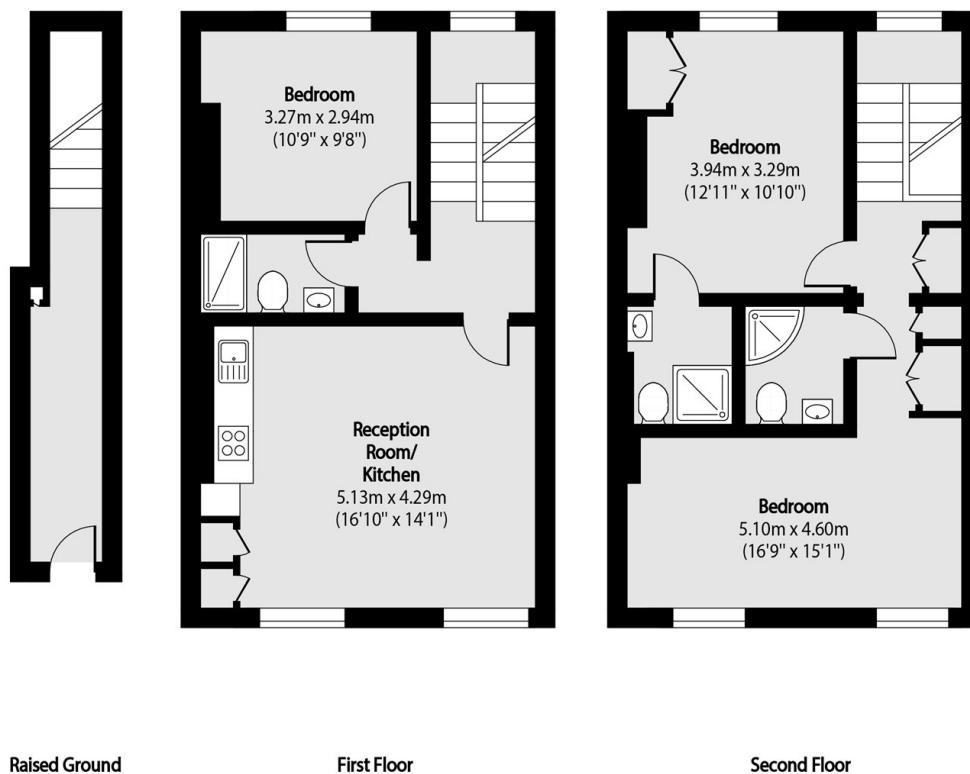 Bedroom
3.27m x 2.94m
(10'9" x 9'8")
Bedroom
3.94m x 3.29m
(12'11" x 10'10")
Reception
Room/
Kitchen
5.13m x 4.29m
(16'10" x 14'1")
Bedroom
5.10m x 4.60m
(16'9" x 15'1")
Raised Ground
First Floor
Second Floor